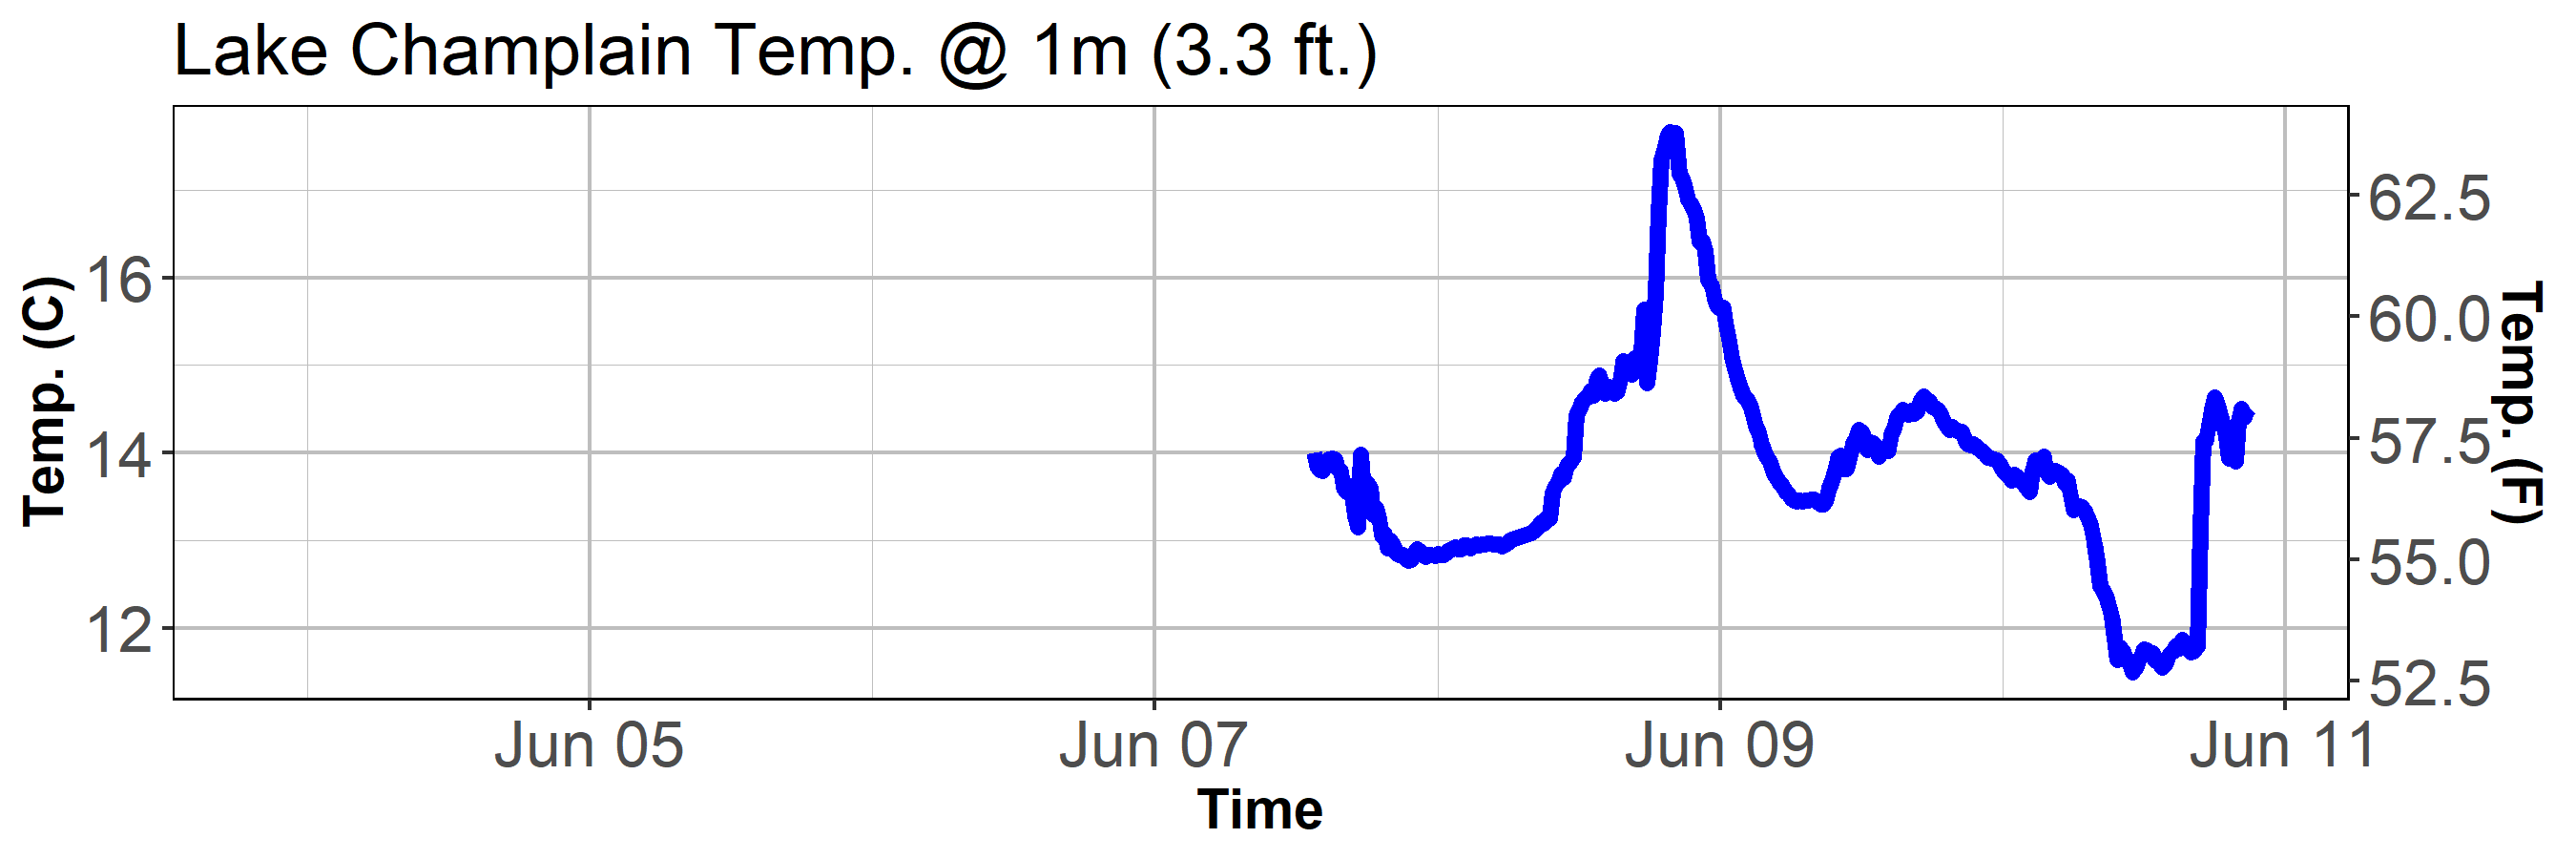 Lake Champlain Temp. @ 1m (3.3 ft.)
Temp. (C)
16
14
12
62.5
60.0
57.5
55.0
52.5
Temp. (F)
Jun 05
Jun 07
Jun 09
Jun 11
Time